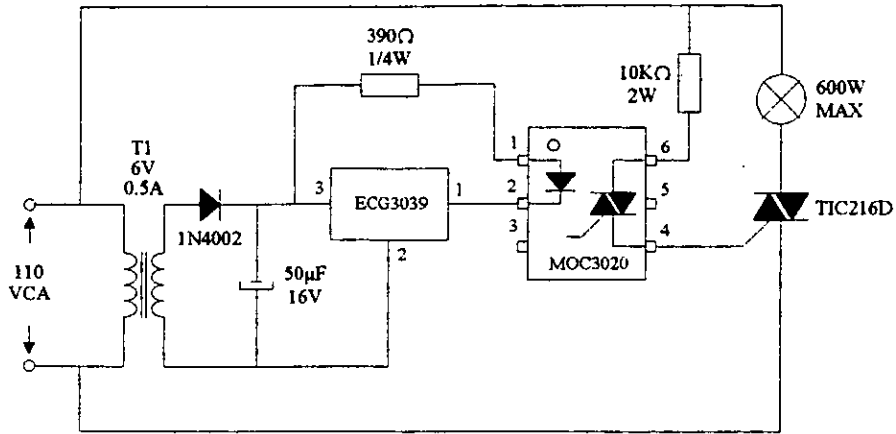 390Ω
1/4W
10KΩ
2W
600W
MAX
T1
6V
0.5A
1
6
3
ECG3039
1
2
5
TIC216D
1N4002
2
3
4
MOC3020
110
VCA
50µF
16V